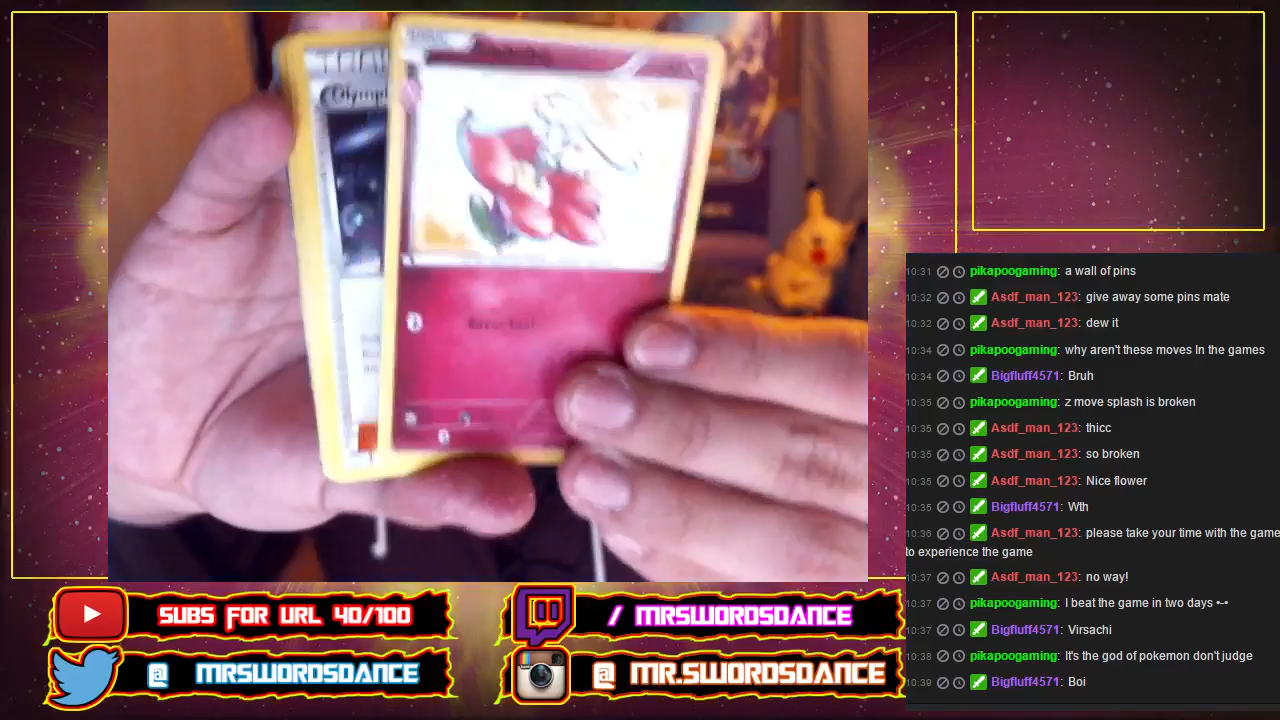 TRAI
Olymp
10:31 pikapoogaming: a wall of pins
10:32 Asdf_man_123: give away some pins mate
10:32 Asdf_man_123: dew it
10:34 pikapoogaming: why aren't these moves In the games
10:34 Bigfluff4571: Bruh
10:35 pikapoogaming: z move splash is broken
10:35 Asdf_man_123: thicc
10:35 Asdf_man_123: so broken
10:35 Asdf_man_123: Nice flower
10:35 Bigfluff4571: Wth
10:36 Asdf_man_123: please take your time with the game
to experience the game
10:37 Asdf_man_123: no way!
10:37 pikapoogaming: I beat the game in two days •-•
10:37 Bigfluff4571: Virsachi
10:38 pikapoogaming: It's the god of pokemon don't judge
10:39 Bigfluff4571: Boi
SUBS FOR URL 40/100
/ MRSWORDSDANCE
@ MRSWORDSDANCE
@ MR.SWORDSDANCE